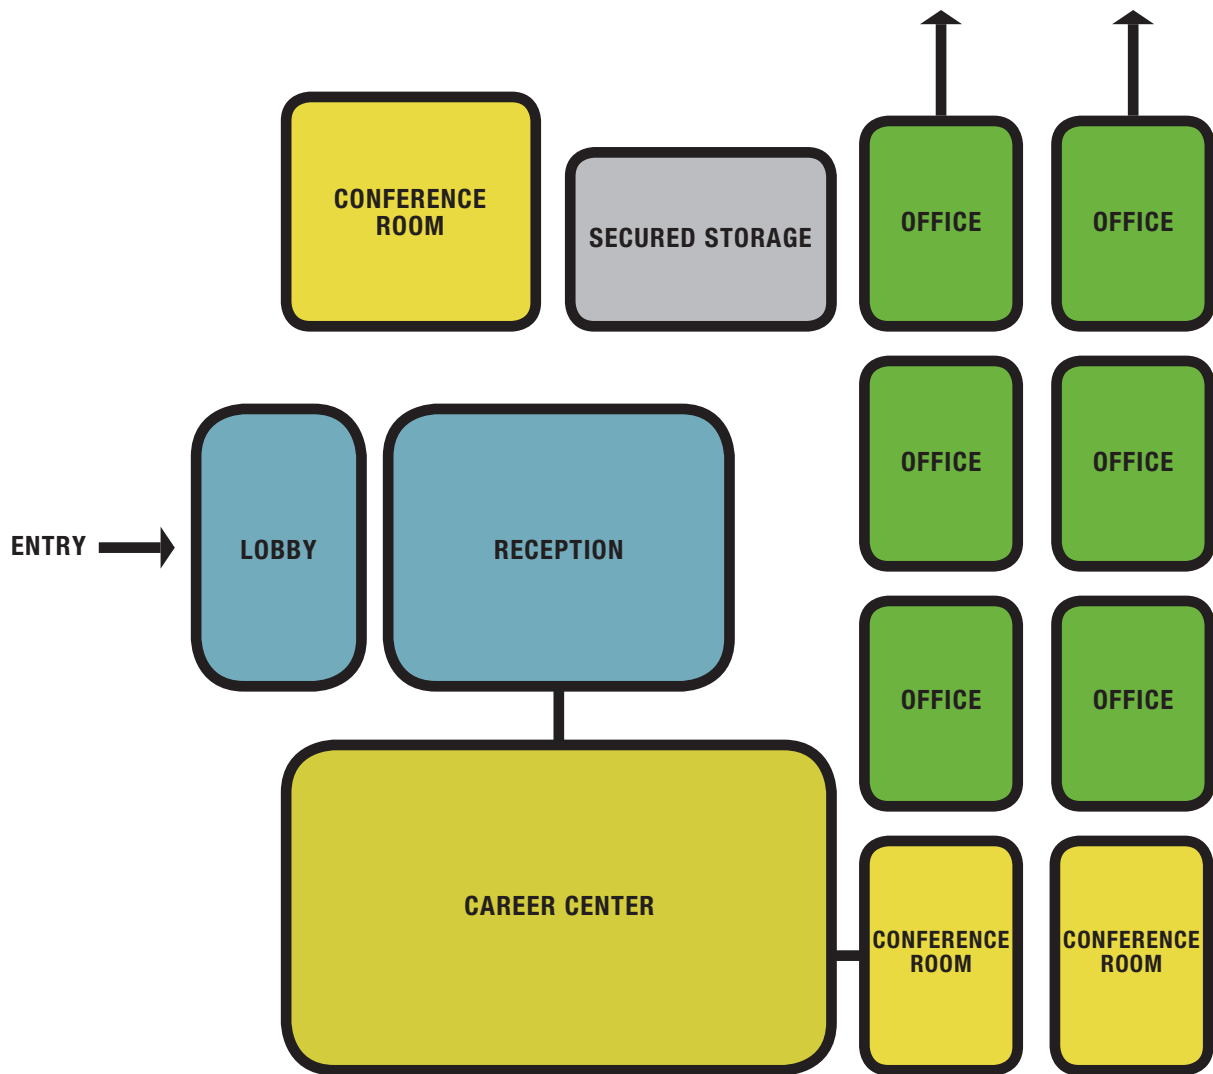 CONFERENCE
ROOM
SECURED STORAGE
OFFICE
OFFICE
OFFICE
OFFICE
ENTRY
LOBBY
RECEPTION
OFFICE
OFFICE
CAREER CENTER
CONFERENCE
ROOM
CONFERENCE
ROOM